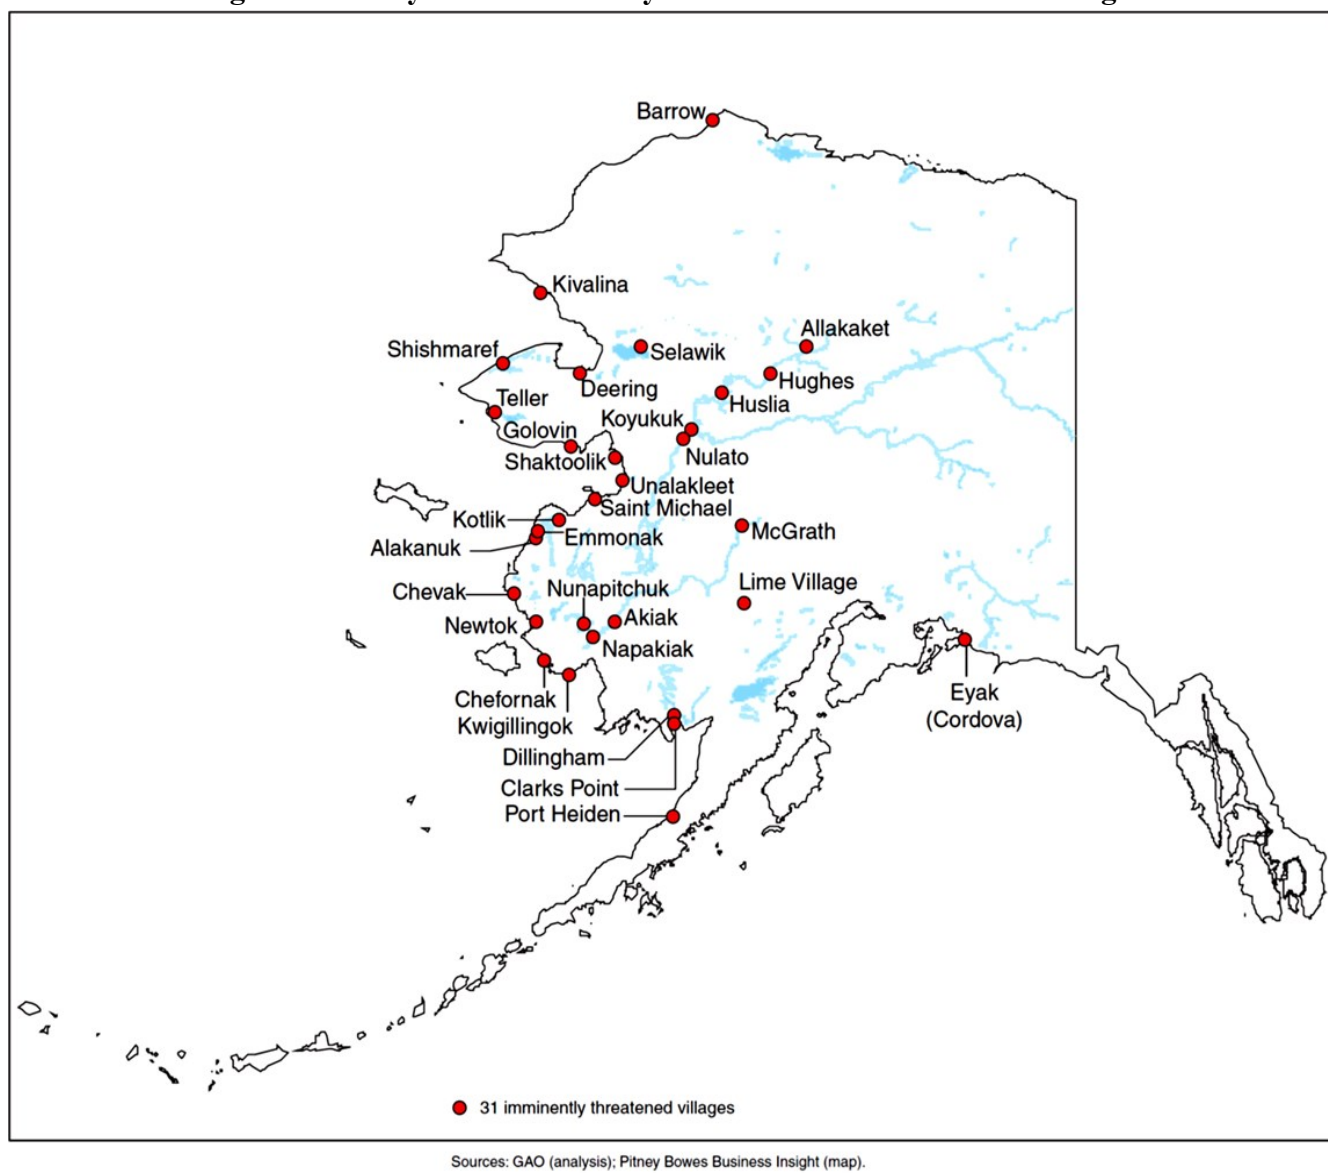 Barrow
Kivalina
Allakaket
Shishmaref
Selawik
Hughes
Deering
Teller
Huslia
Koyukuk
Golovin
Nulato
Shaktoolik
Unalakleet
Saint Michael
Kotlik
McGrath
Emmonak
Alakanuk
Lime Village
Nunapitchuk
Chevak
Akiak
Newtok
Napakiak
Chefornak
Eyak
(Cordova)
Kwigillingok
Dillingham
Clarks Point
Port Heiden
31 imminently threatened villages
Sources: GAO (analysis); Pitney Bowes Business Insight (map).